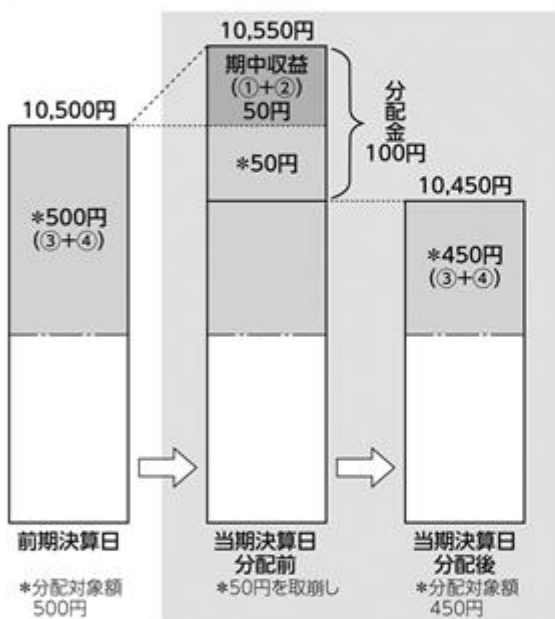 10,550円
期中収益
(①+②)
50円
10,500円
分配金
100円
*50円
10,450円
*500円
(③+④)
*450円
(③+④)
前期決算日
当期決算日
分配前
当期決算日
分配後
*分配対象額
500円
*50円を取崩し
*分配対象額
450円